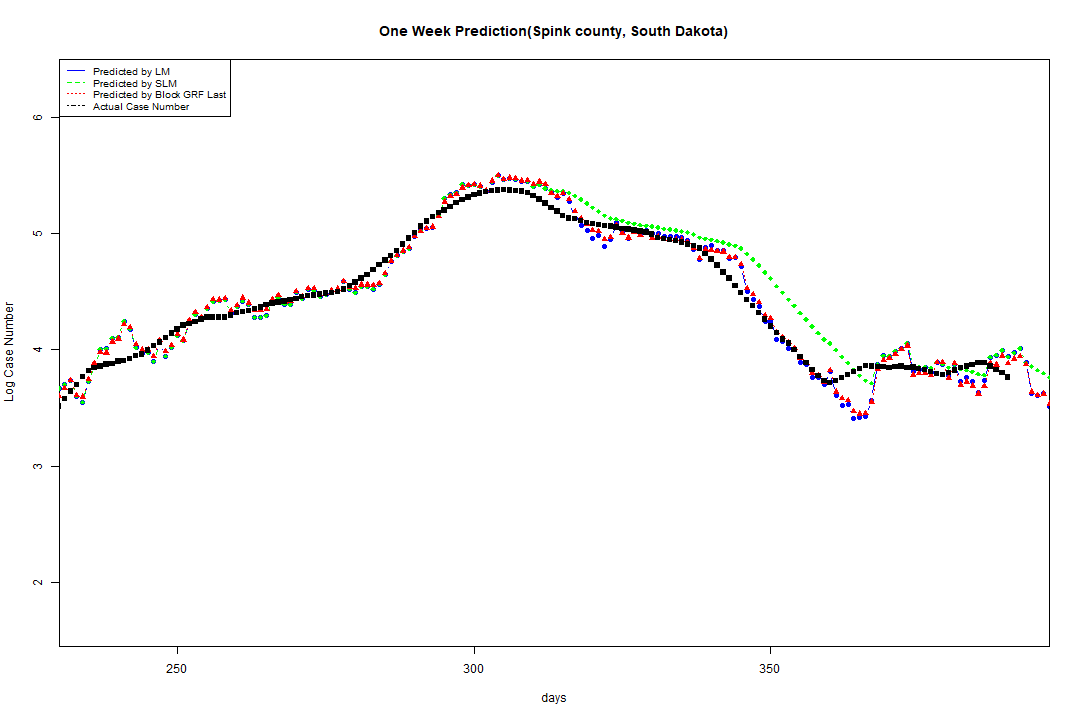 One Week Prediction(Spink county, South Dakota)
Predicted by LM
Predicted by SLM
Predicted by Block GRF Last
Actual Case Number
6
5
4
3
2
Log Case Number
250 300 350
days